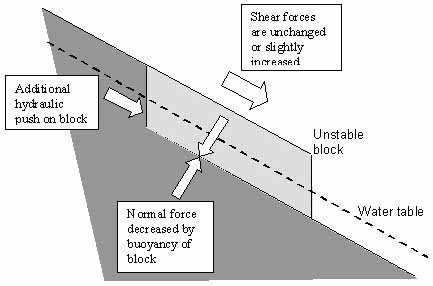 Shear forces
are unchanged
or slightly
increased
Additional
hydraulic
push on block
Unstable
block
Water table
Normal force
decreased by
buoyancy of
block